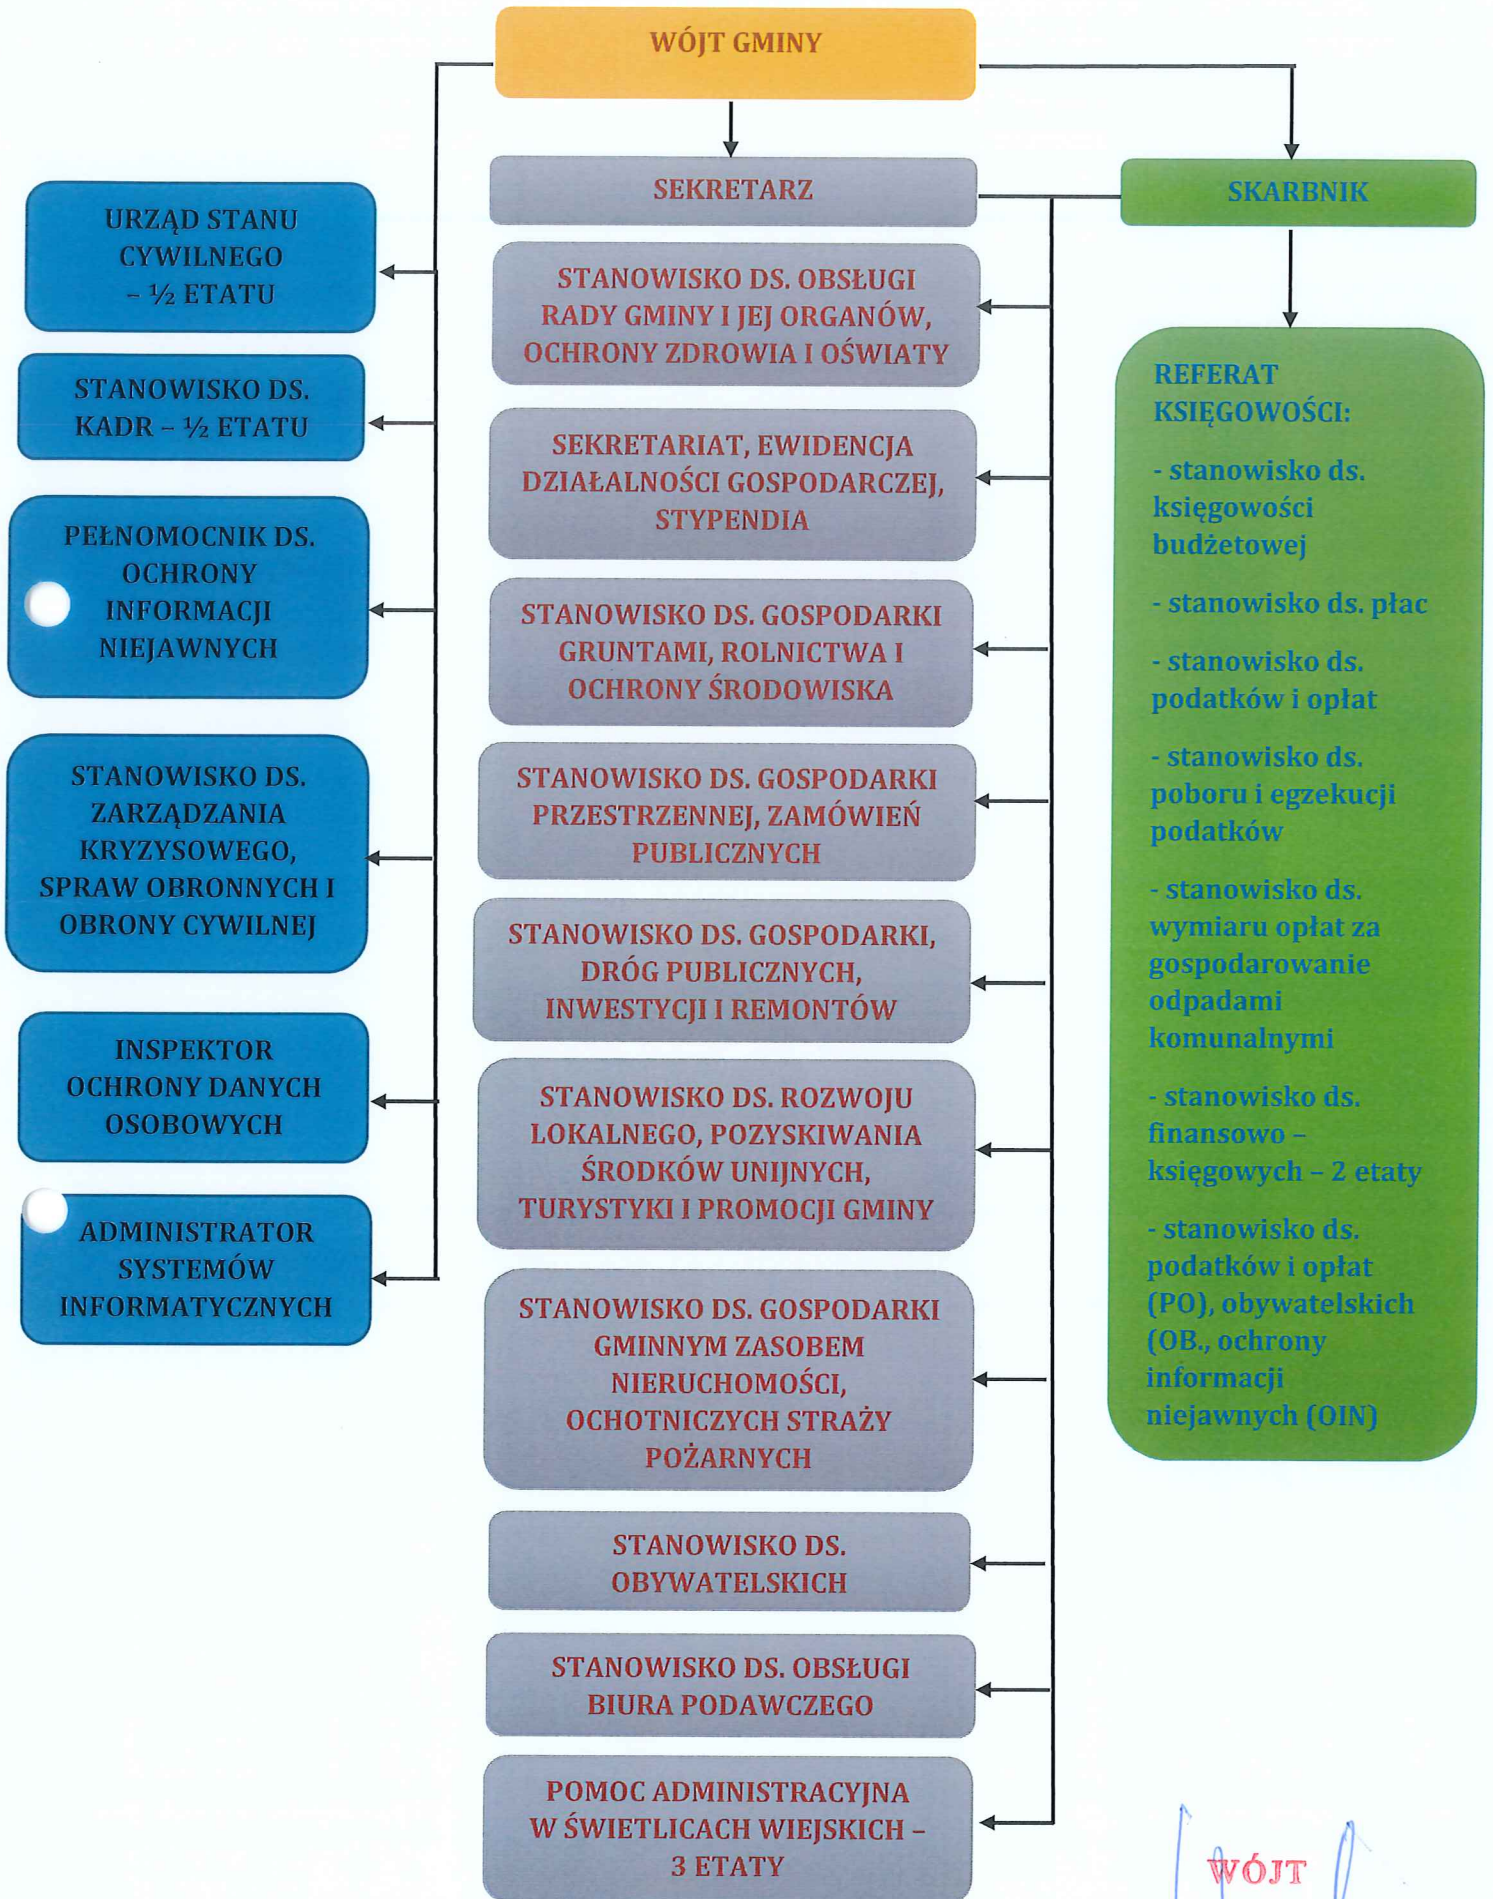 WÓJT GMINY
SEKRETARZ
SKARBNIK
URZĄD STANU
CYWILNEGO
– ½ ETATU
STANOWISKO DS.
KADR – ½ ETATU
PEŁNOMOCNIK DS.
OCHRONY
INFORMACJI
NIEJAWNYCH
STANOWISKO DS.
ZARZĄDZANIA
KRYZYSOWEGO,
SPRAW OBRONNYCH I
OBRONY CYWILNEJ
INSPEKTOR
OCHRONY DANYCH
OSOBOWYCH
ADMINISTRATOR
SYSTEMÓW
INFORMATYCZNYCH
STANOWISKO DS. OBSŁUGI
RADY GMINY I JEJ ORGANÓW,
OCHRONY ZDROWIA I OŚWIATY
SEKRETARIAT, EWIDENCJA
DZIAŁALNOŚCI GOSPODARCZEJ,
STYPENDIA
STANOWISKO DS. GOSPODARKI
GRUNTAMI, ROLNICTWA I
OCHRONY ŚRODOWISKA
STANOWISKO DS. GOSPODARKI
PRZESTRZENNEJ, ZAMÓWIEŃ
PUBLICZNYCH
STANOWISKO DS. GOSPODARKI,
DRÓG PUBLICZNYCH,
INWESTYCJI I REMONTÓW
STANOWISKO DS. ROZWOJU
LOKALNEGO, POZYSKIWANIA
ŚRODKÓW UNIJNYCH,
TURYSTYKI I PROMOCJI GMINY
STANOWISKO DS. GOSPODARKI
GMINNYM ZASOBEM
NIERUCHOMOŚCI,
OCHOTNICZYCH STRAŻY
POŻARNYCH
STANOWISKO DS.
OBYWATELSKICH
STANOWISKO DS. OBSŁUGI
BIURA PODAWCZEGO
POMOC ADMINISTRACYJNA
W ŚWIETLICACH WIEJSKICH –
3 ETATY
REFERAT
KSIĘGOWOŚCI:
- stanowisko ds.
księgowości
budżetowej
- stanowisko ds. płac
- stanowisko ds.
podatków i opłat
- stanowisko ds.
poboru i egzekucji
podatków
- stanowisko ds.
wymiaru opłat za
gospodarowanie
odpadami
komunalnymi
- stanowisko ds.
finansowo –
księgowych – 2 etaty
- stanowisko ds.
podatków i opłat
(PO), obywatelskich
(OB., ochrony
informacji
niejawnych (OIN)
WÓJT